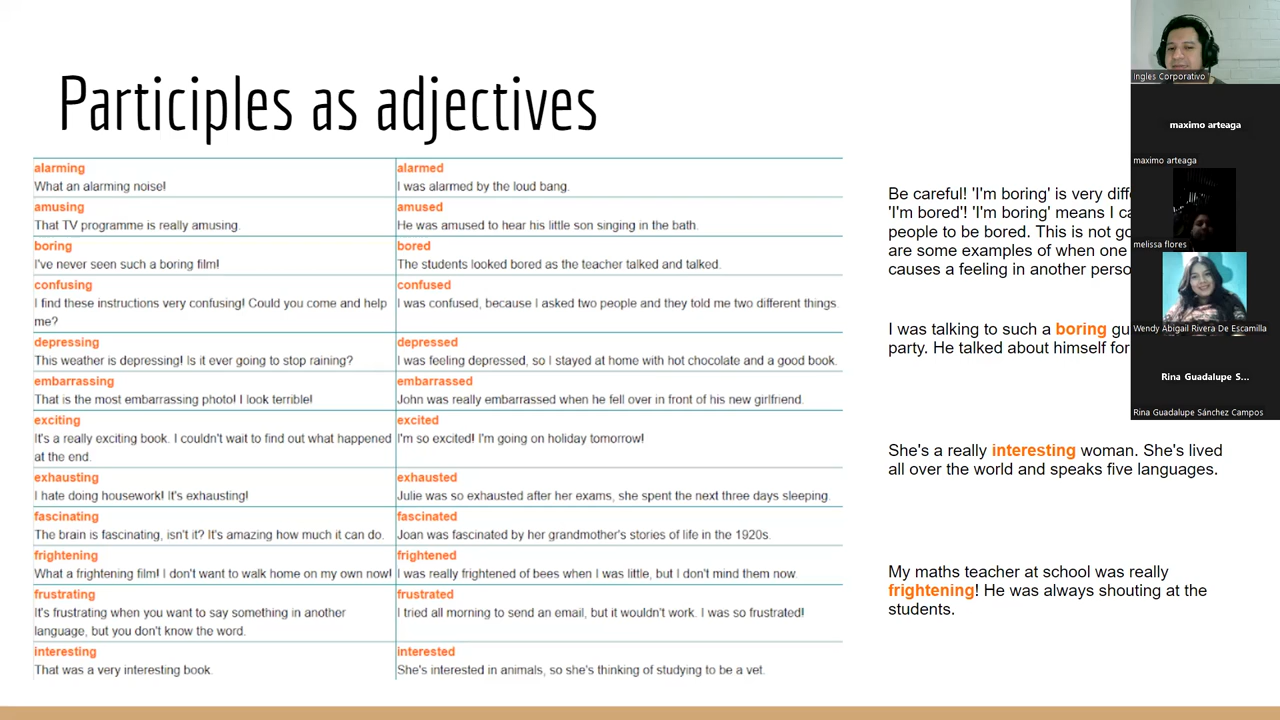 Participles as adjectives
alarming
What an alarming noise!
alarmed
I was alarmed by the loud bang.
amusing
That TV programme is really amusing.
amused
He was amused to hear his little son singing in the bath.
boring
I've never seen such a boring film!
bored
The students looked bored as the teacher talked and talked.
confusing
I find these instructions very confusing! Could you come and help
me?
confused
I was confused, because I asked two people and they told me two different things.
depressing
This weather is depressing! Is it ever going to stop raining?
depressed
I was feeling depressed, so I stayed at home with hot chocolate and a good book.
embarrassing
That is the most embarrassing photo! I look terrible!
embarrassed
John was really embarrassed when he fell over in front of his new girlfriend.
exciting
It's a really exciting book. I couldn't wait to find out what happened
at the end.
excited
I'm so excited! I'm going on holiday tomorrow!
exhausting
I hate doing housework! It's exhausting!
exhausted
Julie was so exhausted after her exams, she spent the next three days sleeping.
fascinating
The brain is fascinating, isn't it? It's amazing how much it can do.
fascinated
Joan was fascinated by her grandmother's stories of life in the 1920s.
frightening
What a frightening film! I don't want to walk home on my own now!
frightened
I was really frightened of bees when I was little, but I don't mind them now.
frustrating
It's frustrating when you want to say something in another
language, but you don't know the word.
frustrated
I tried all morning to send an email, but it wouldn't work. I was so frustrated!
interesting
That was a very interesting book.
interested
She's interested in animals, so she's thinking of studying to be a vet.
Be careful! 'I'm boring' is very
'I'm bored'! 'I'm boring' means I
people to be bored. This is not
are some examples of when one
causes a feeling in another
I was talking to such a boring
party. He talked about himself for
She's a really interesting woman. She's lived
all over the world and speaks five languages.
My maths teacher at school was really
frightening! He was always shouting at the
students.
Ingles Corporativo
maximo arteaga
maximo arteaga
melissa flores
Wendy Abigail Rivera De Escamilla
Rina Guadalupe S...
Rina Guadalupe Sánchez Campos